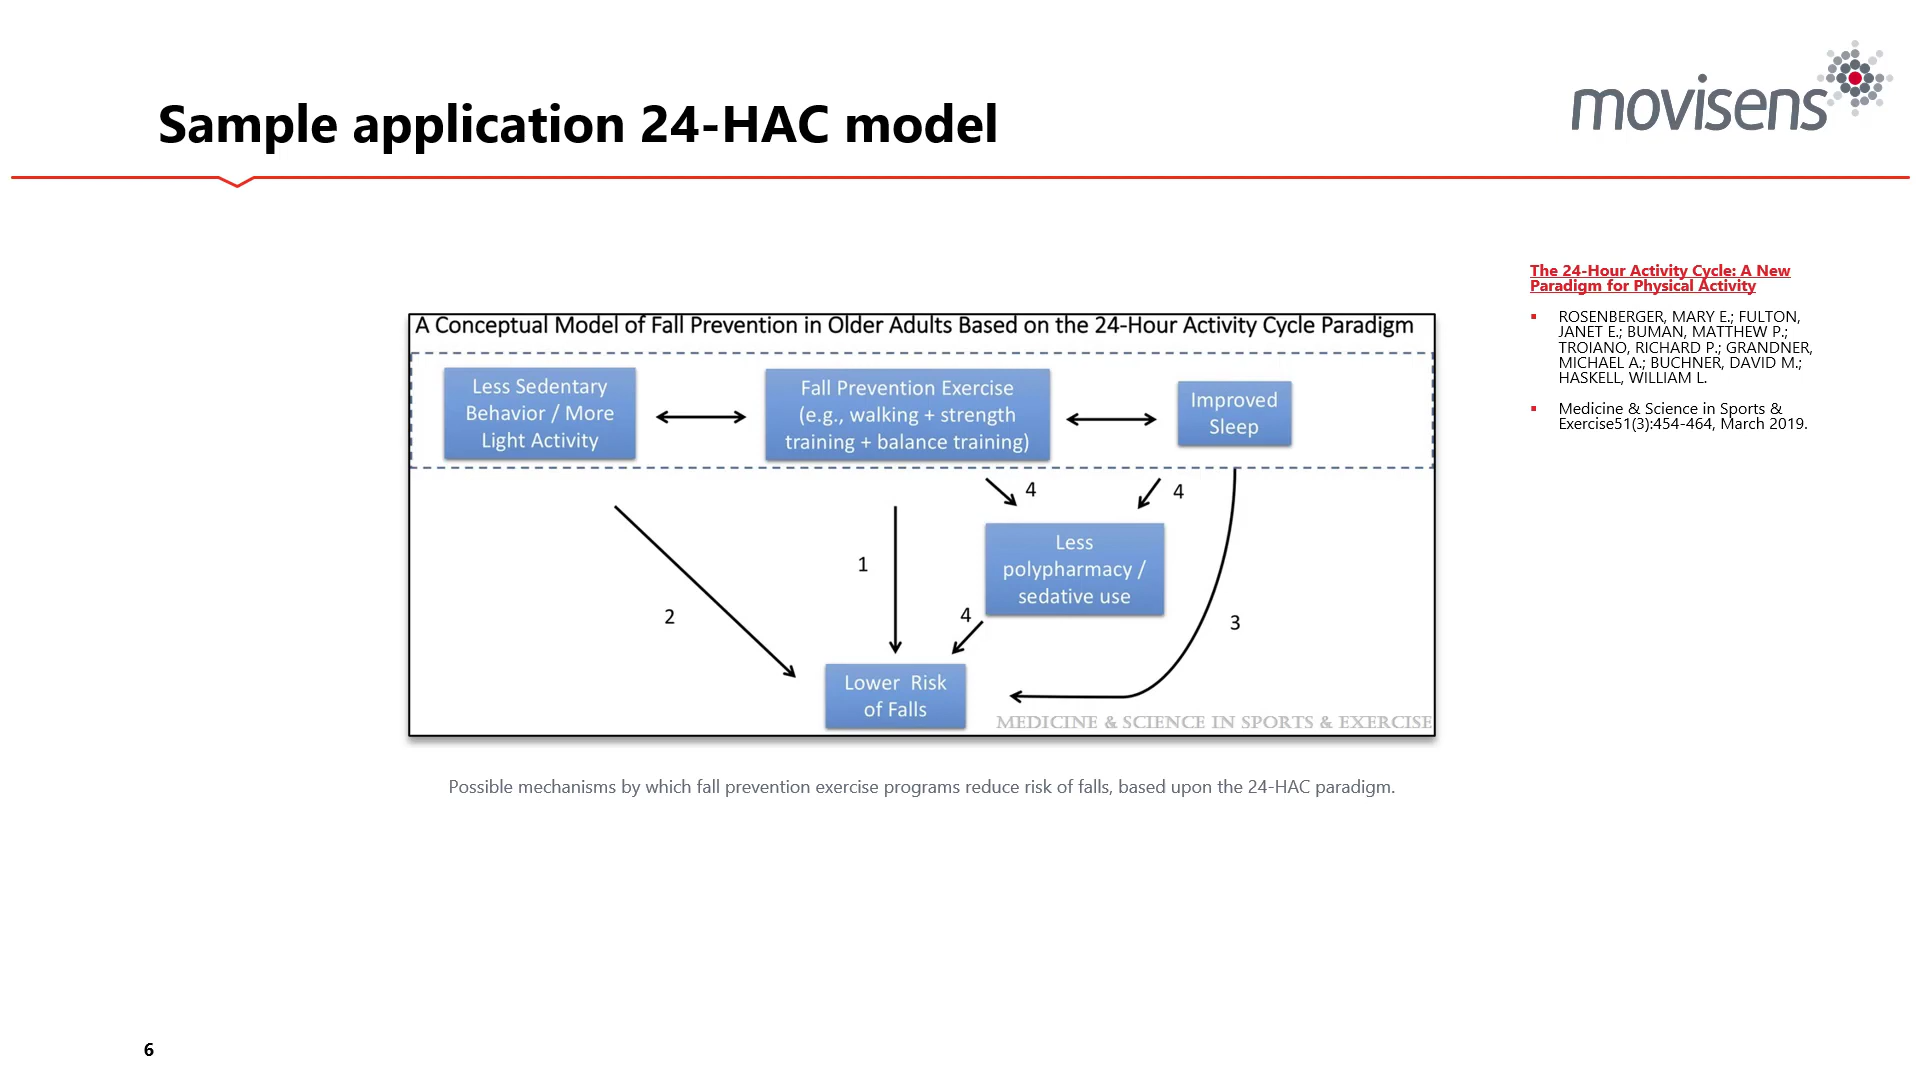 movisens
Sample application 24-HAC model
A Conceptual Model of Fall Prevention in Older Adults Based on the 24-Hour Activity Cycle Paradigm
Less Sedentary
Behavior / More
Light Activity
Fall Prevention Exercise
(e.g., walking + strength
training + balance training)
Improved
Sleep
4
4
Less
polypharmacy /
sedative use
1
2
4
3
Lower Risk
of Falls
MEDICINE & SCIENCE IN SPORTS & EXERCISE
Possible mechanisms by which fall prevention exercise programs reduce risk of falls, based upon the 24-HAC paradigm.
The 24-Hour Activity Cycle: A New
Paradigm for Physical Activity
▪ ROSENBERGER, MARY E.; FULTON,
JANET E.; BUMAN, MATTHEW P.;
TROIANO, RICHARD P.; GRANDNER,
MICHAEL A.; BUCHNER, DAVID M.;
HASKELL, WILLIAM L.
▪ Medicine & Science in Sports &
Exercise51(3):454-464, March 2019.
6